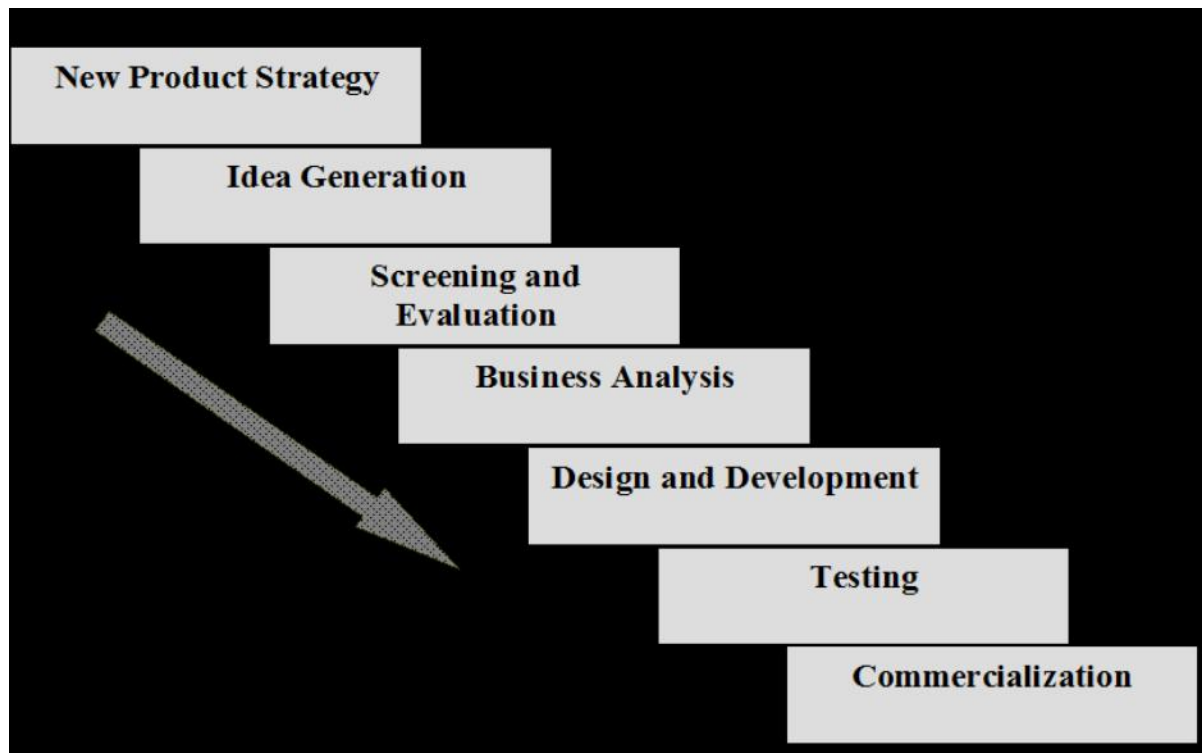 New Product Strategy
Idea Generation
Screening and
Evaluation
Business Analysis
Design and Development
Testing
Commercialization